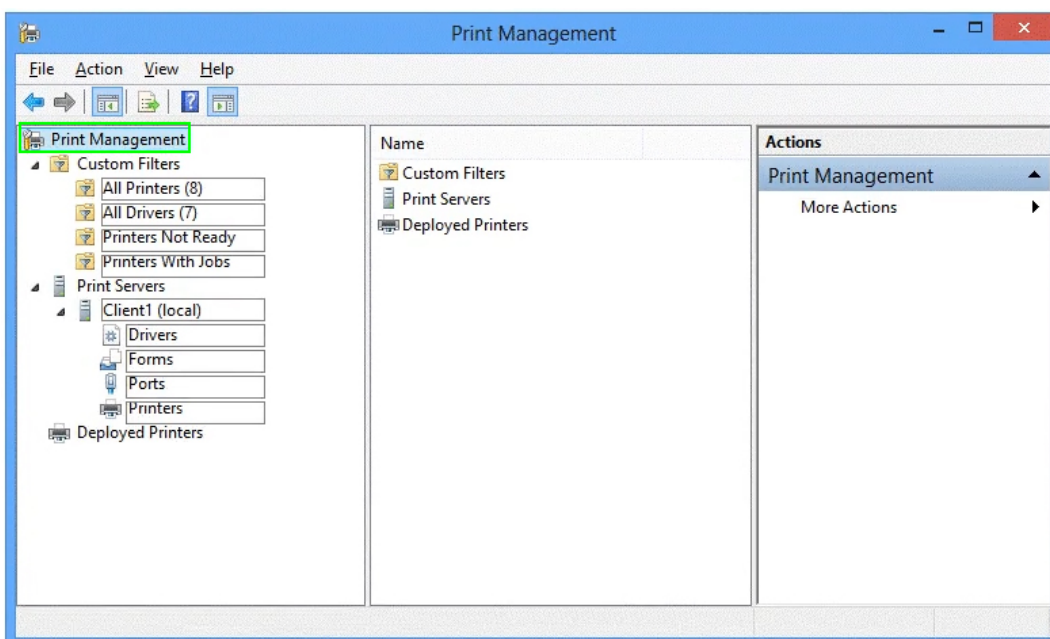 Print Management
File Action View Help
Print Management
Custom Filters
All Printers (8)
All Drivers (7)
Printers Not Ready
Printers With Jobs
Print Servers
Client1 (local)
Drivers
Forms
Ports
Printers
Deployed Printers
Name
Custom Filters
Print Servers
Deployed Printers
Actions
Print Management
More Actions